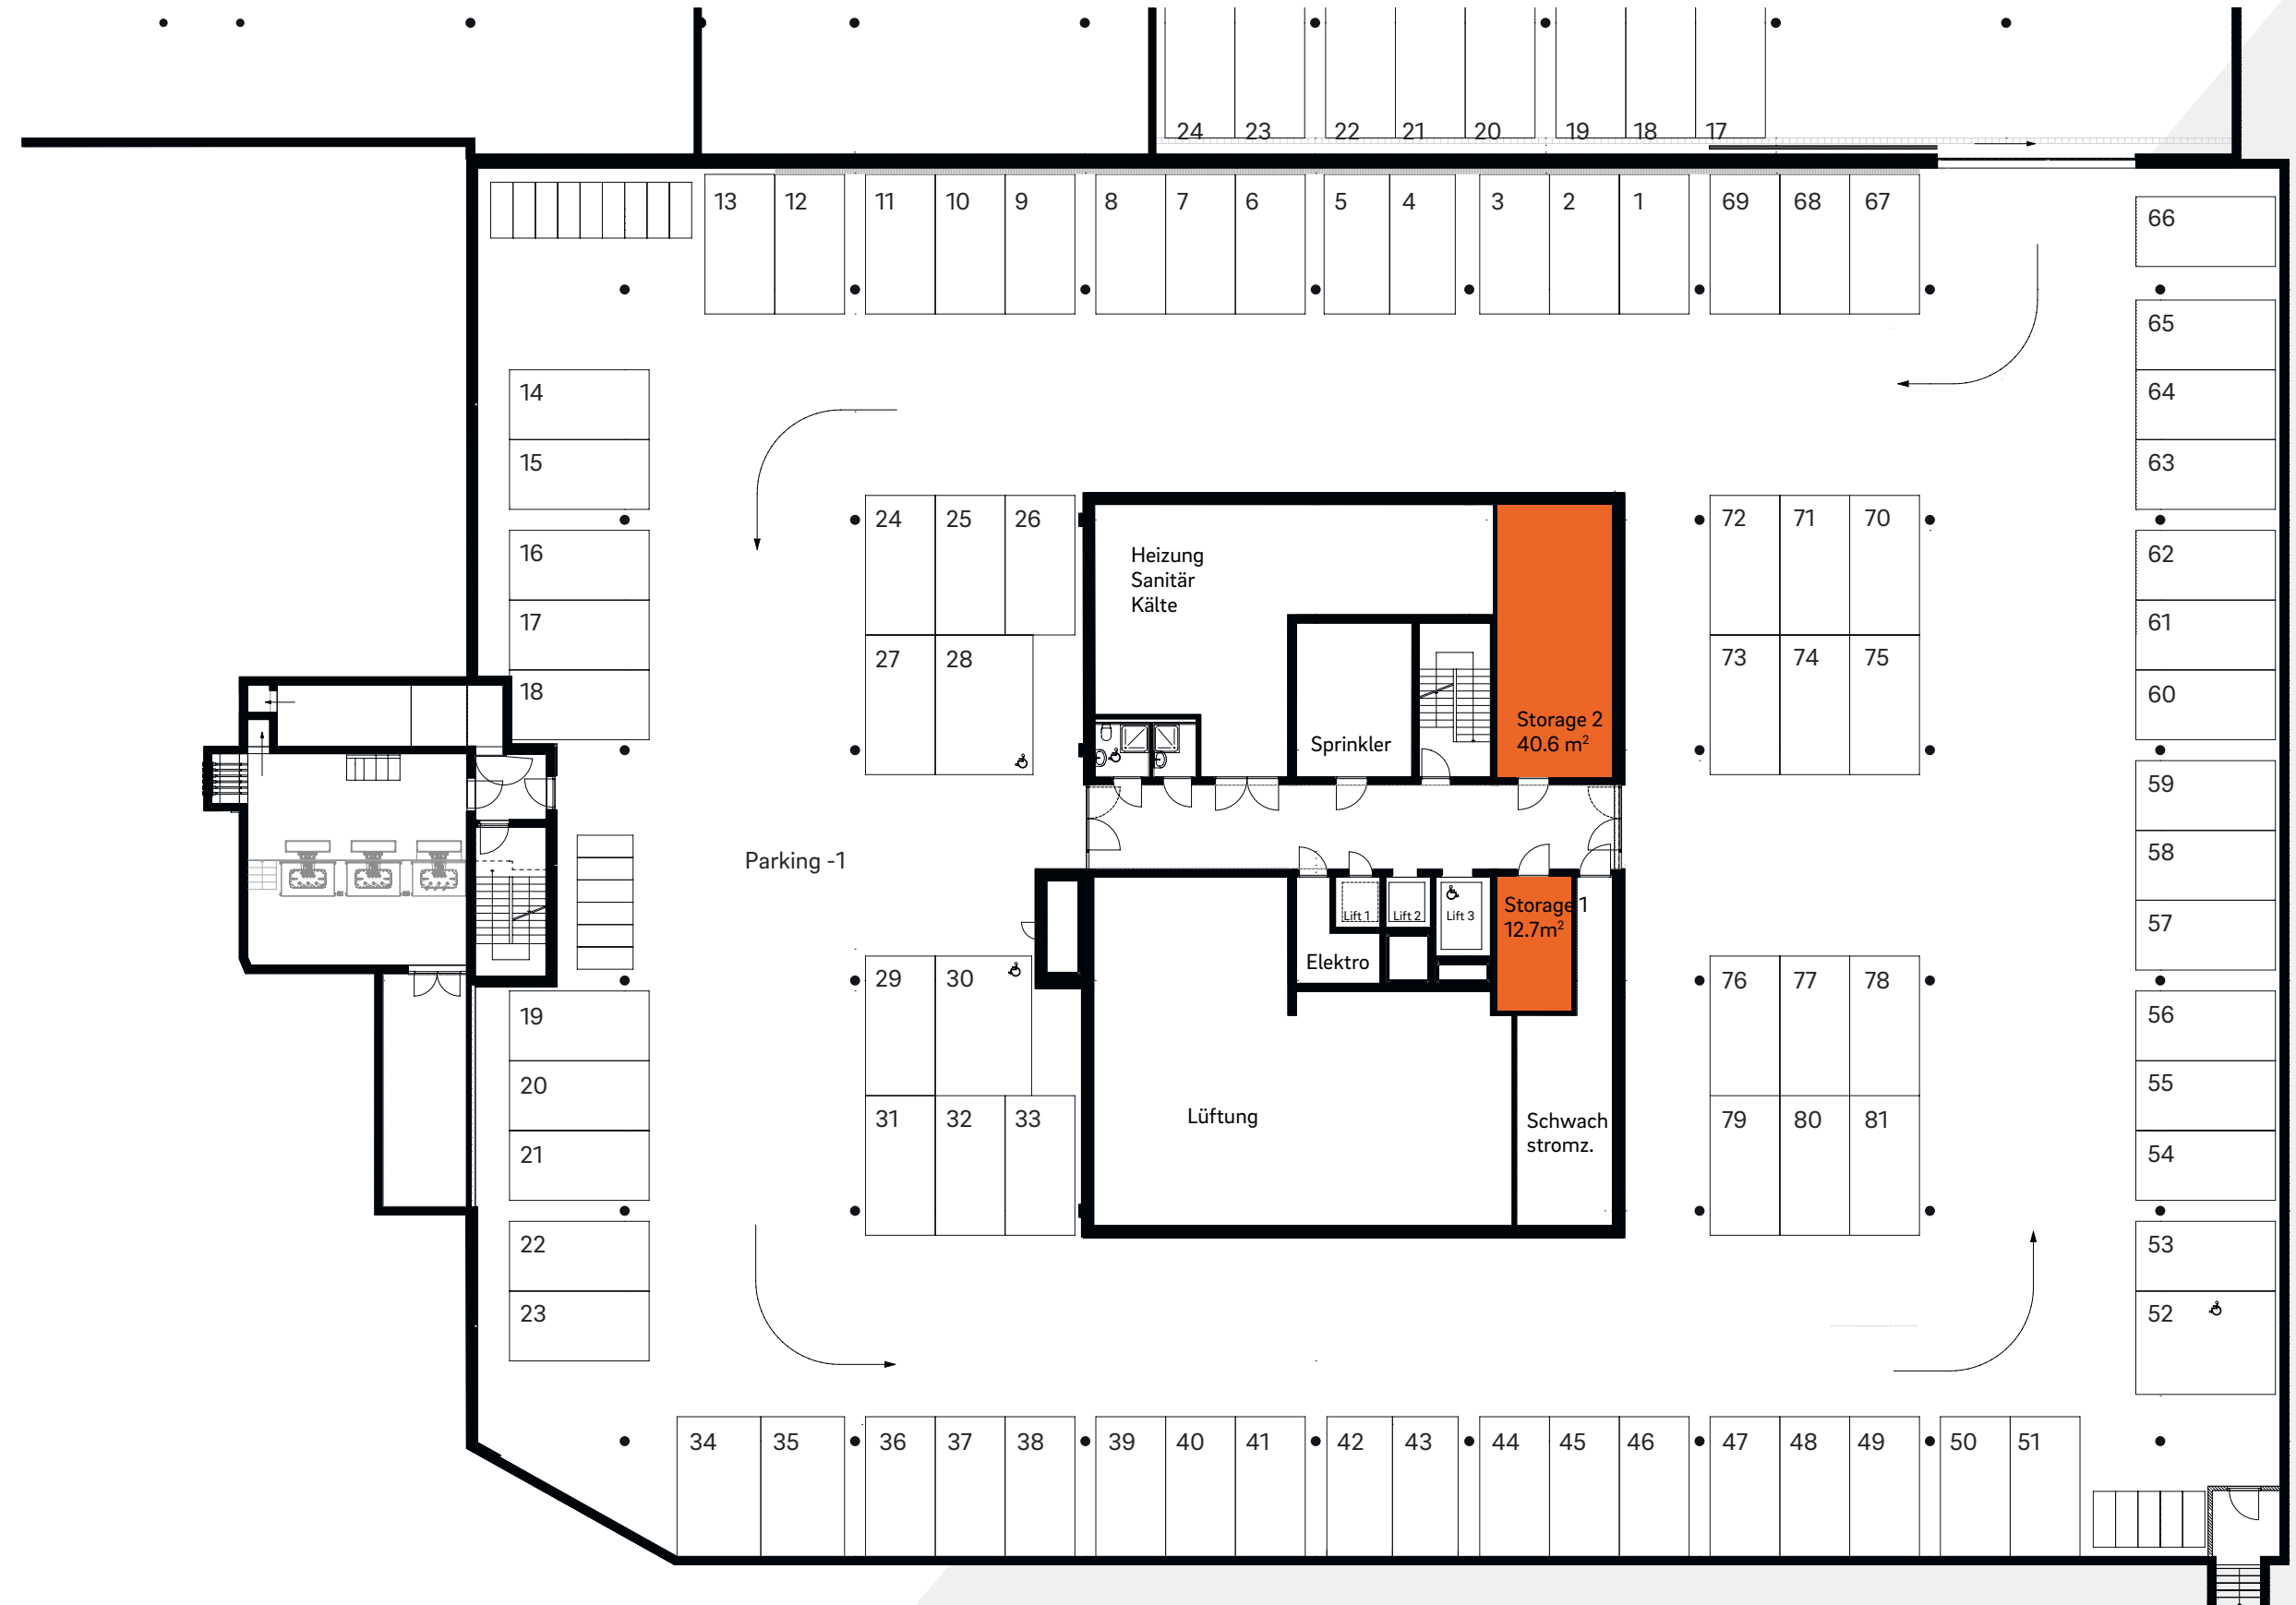 24 23 22 21 20 19 18 17
13 12 11 10 9 8 7 6 5 4 3 2 1 69 68 67
66
65
14
64
15
63
24 25 26
72 71 70
16
62
Heizung
Sanitär
Kälte
17
61
27 28
73 74 75
18
60
Storage 2
40.6 m²
Sprinkler
59
58
Parking -1
57
Storage 1
12.7m²
Lift 1
Lift 2
Lift 3
Elektro
29 30
76 77 78
19
56
20
55
31 32 33
79 80 81
Lüftung
Schwach
stromz.
21
54
22
53
23
52
34 35 36 37 38 39 40 41 42 43 44 45 46 47 48 49 50 51